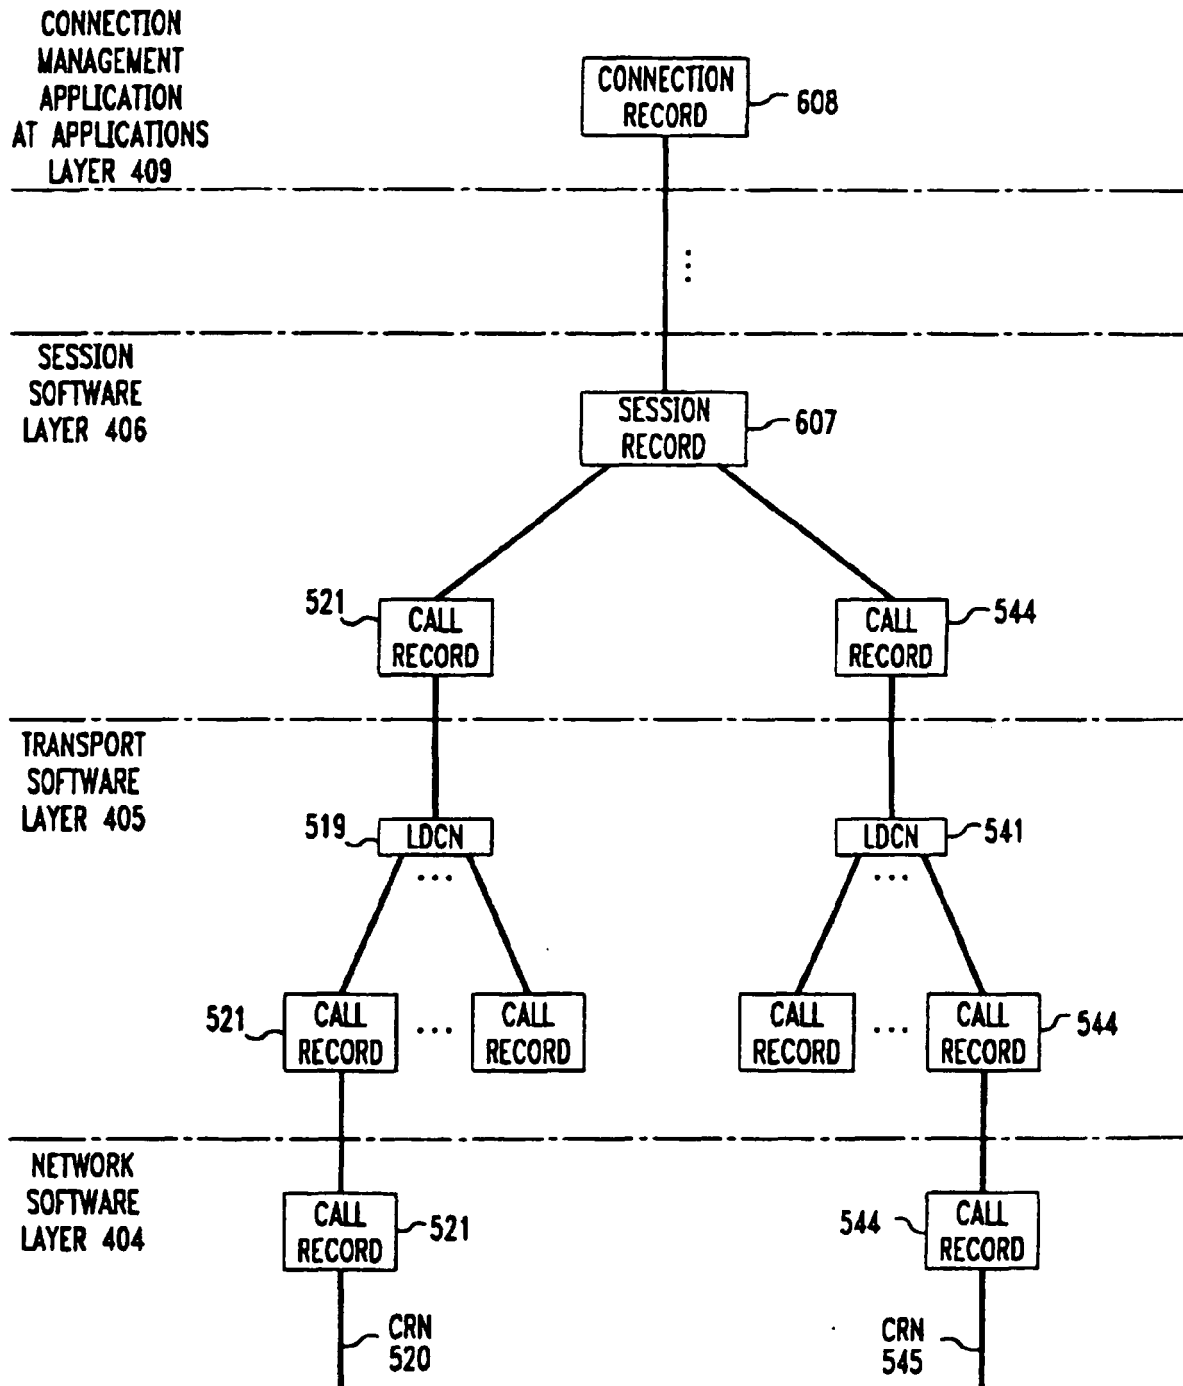 CONNECTION
MANAGEMENT
APPLICATION
AT APPLICATIONS
LAYER 409
CONNECTION
RECORD
608
SESSION
SOFTWARE
LAYER 406
SESSION
RECORD
607
521
CALL
RECORD
CALL
RECORD
544
TRANSPORT
SOFTWARE
LAYER 405
519
LDCN
LDCN
541
521
CALL
RECORD
CALL
RECORD
CALL
RECORD
CALL
RECORD
544
NETWORK
SOFTWARE
LAYER 404
CALL
RECORD
521
544
CALL
RECORD
CRN
520
CRN
545